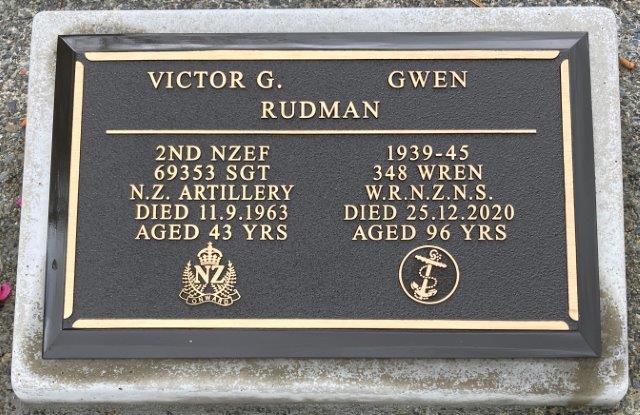 VICTOR G. GWEN
RUDMAN
2ND NZEF
69353 SGT
N.Z. ARTILLERY
DIED 11.9.1963
AGED 43 YRS
NZ
ONWARD
1939-45
348 WREN
W.R.N.Z.N.S.
DIED 25.12.2020
AGED 96 YRS